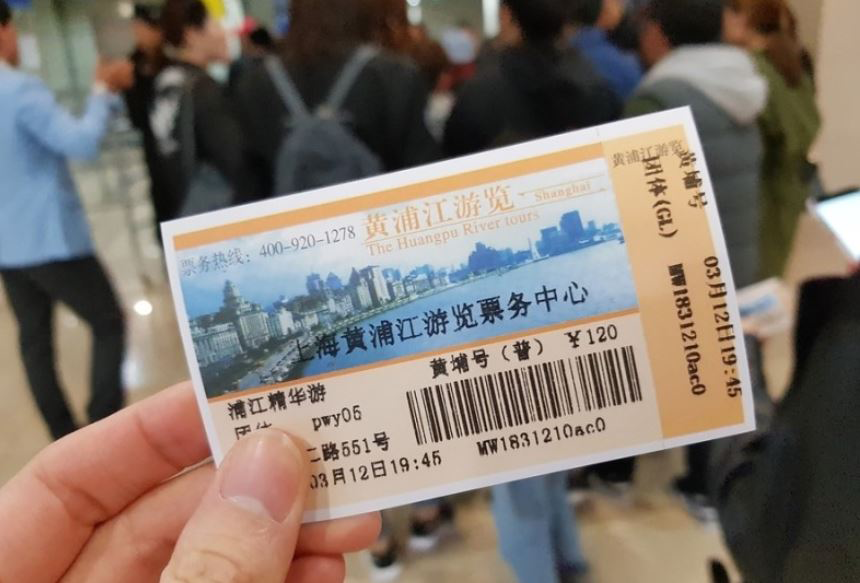 黄浦江游览 Shanghai
The Huangpu River tours
票务热线：400-920-1278
上海黄浦江游览票务中心
浦江精华游
黄埔号（普） ￥120
pwy05
二路551号
03月12日19:45
MW1831210ac0
黄浦江游览
黄埔号
团体(GL)
03月12日19:45
MW1831210ac0